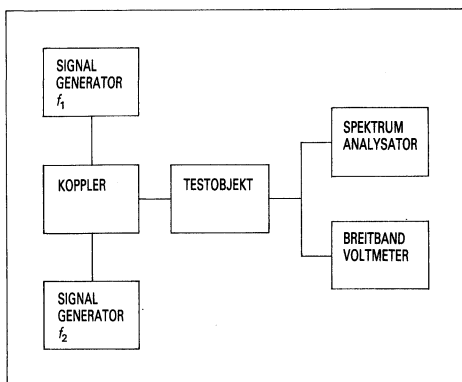 SIGNAL
GENERATOR
f₁
KOPPLER
TESTOBJEKT
SPEKTRUM
ANALYSATOR
BREITBAND
VOLTMETER
SIGNAL
GENERATOR
f₂